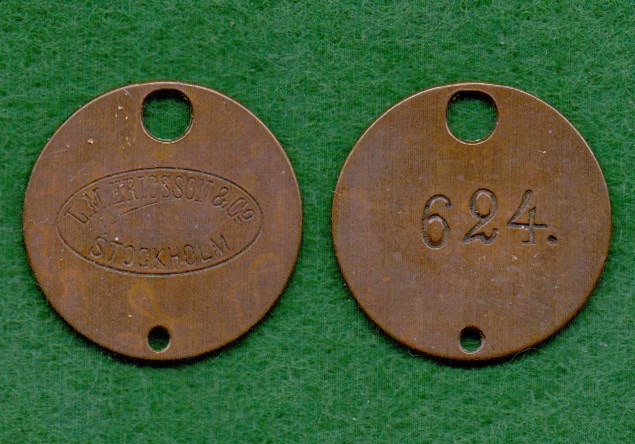 L.M. ERICSSON & Co.
STOCKHOLM
624.